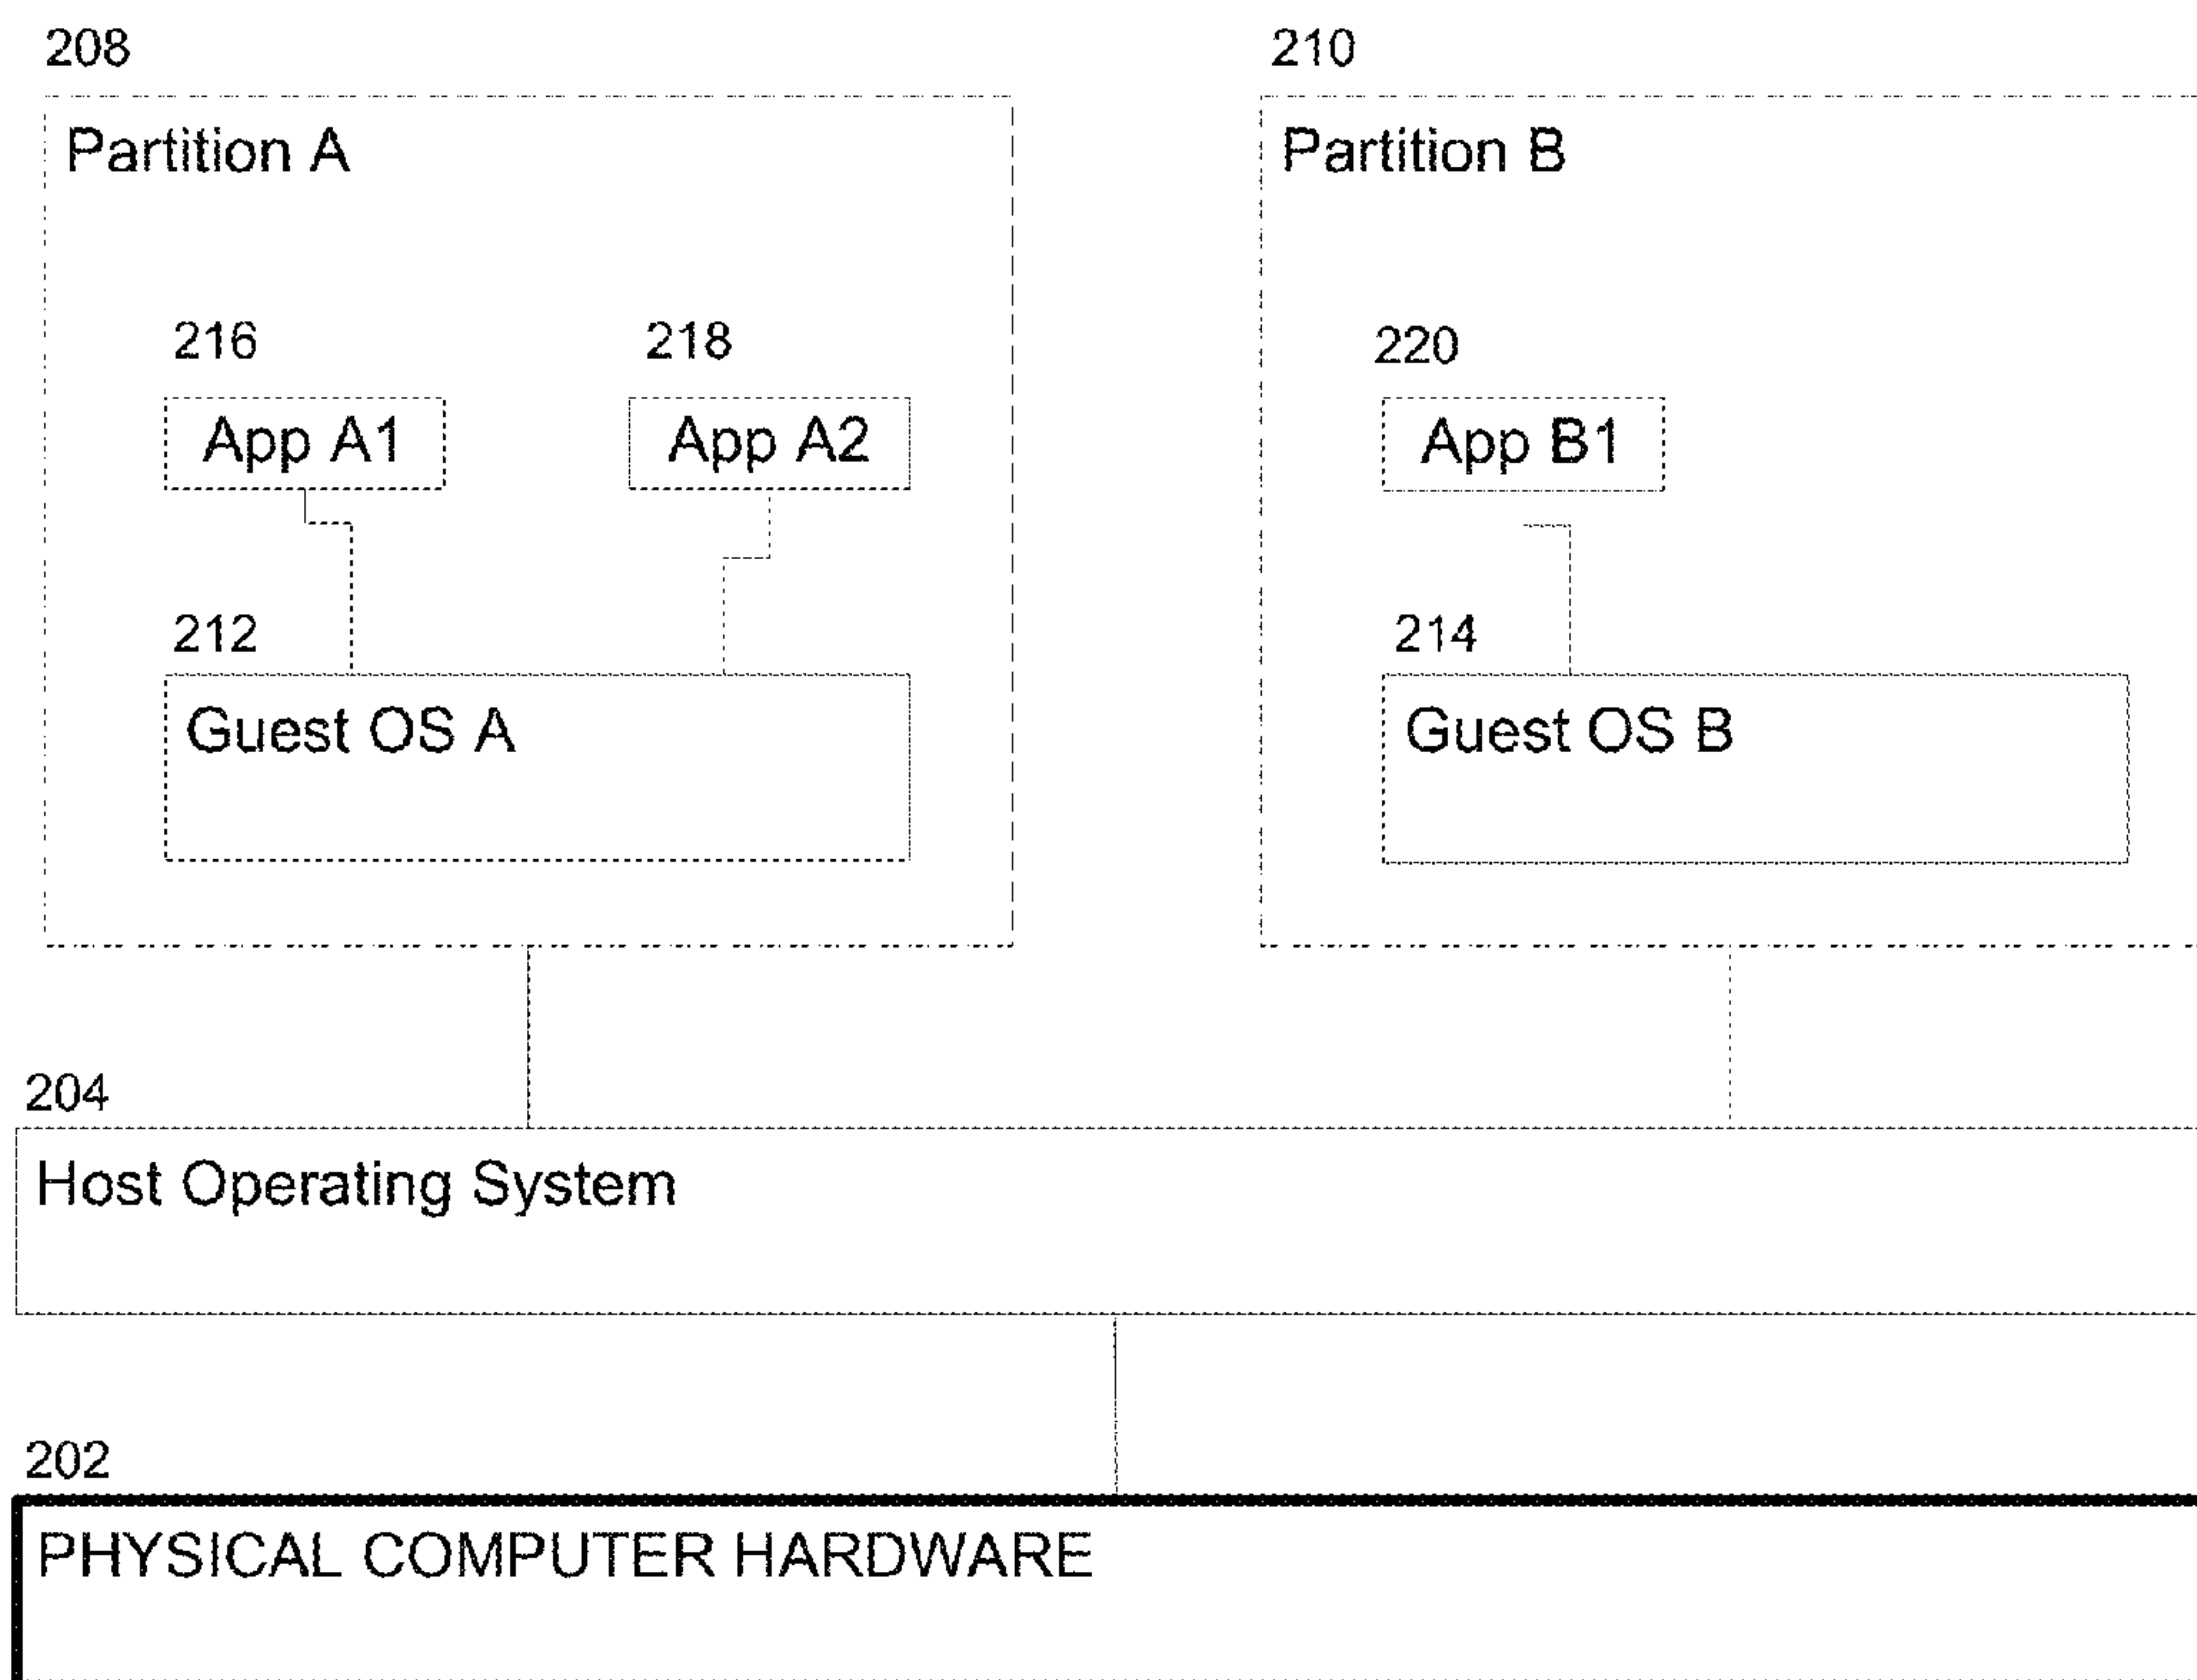 208
210
Partition A
Partition B
216
218
220
App A1
App A2
App B1
212
214
Guest OS A
Guest OS B
204
Host Operating System
202
PHYSICAL COMPUTER HARDWARE